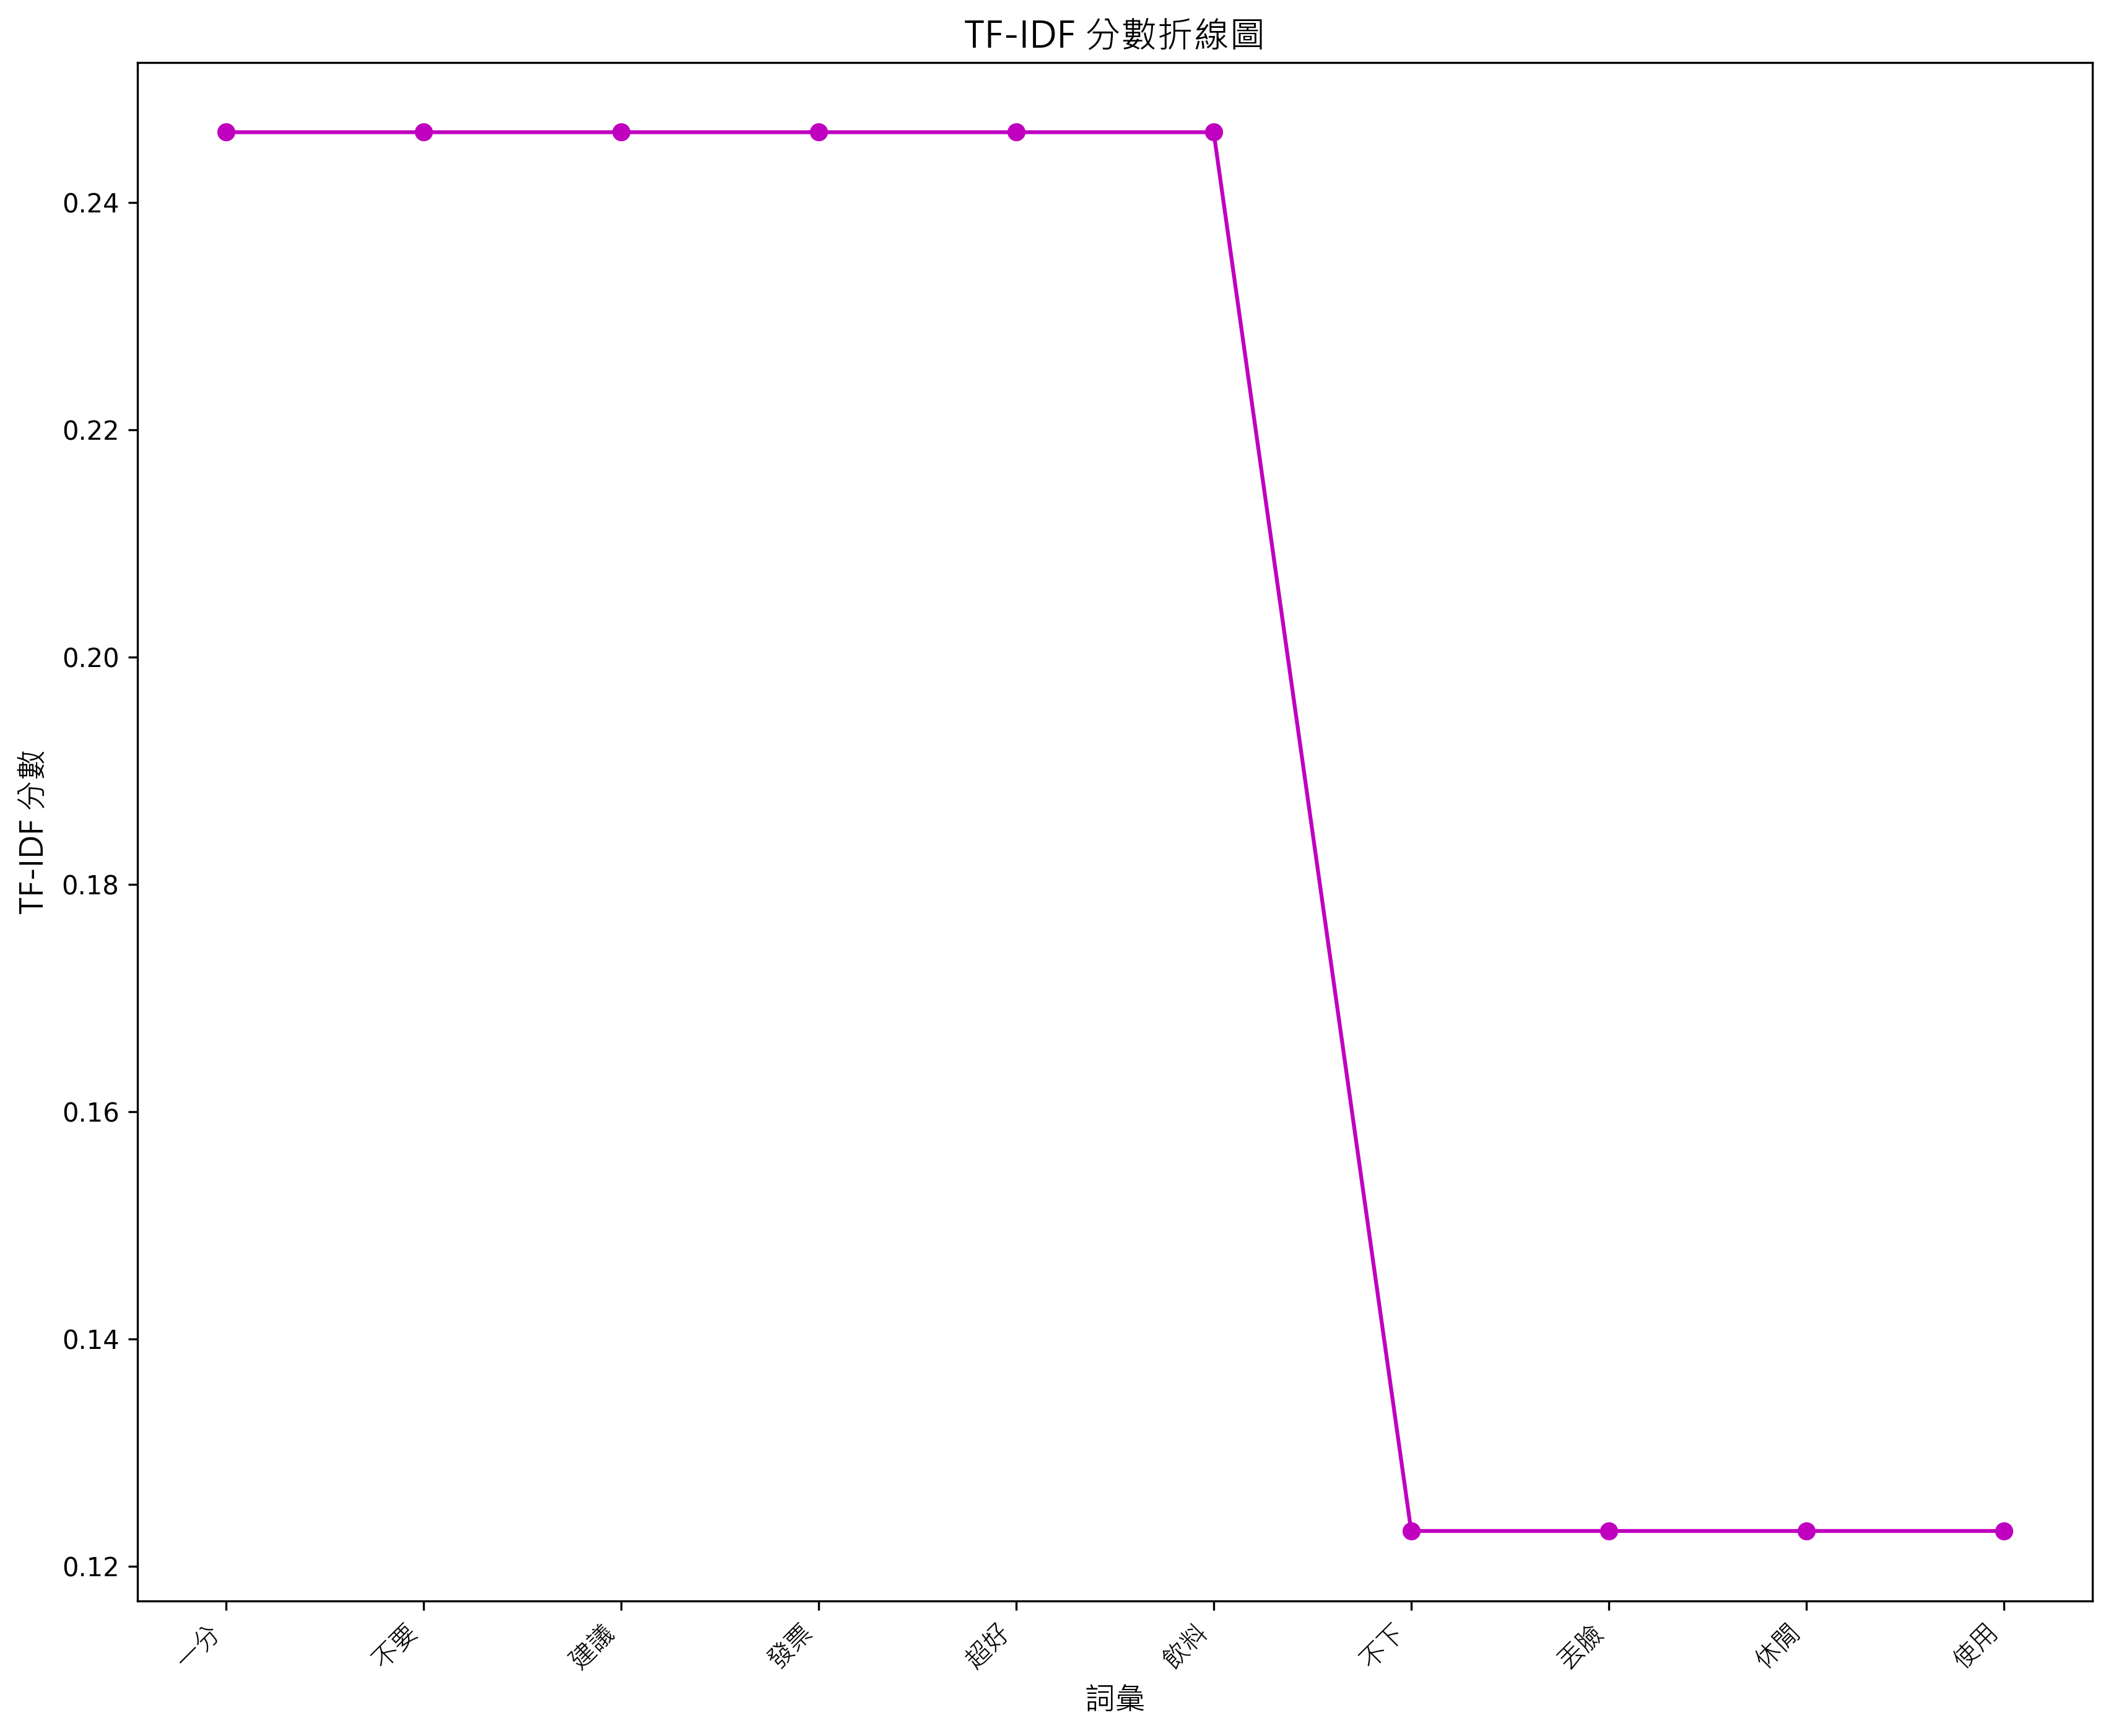 TF-IDF 分數折線圖
TF-IDF 分數
0.24
0.22
0.20
0.18
0.16
0.14
0.12
一分
不要
建議
發票
超好
飲料
不下
丟臉
休閒
使用
詞彙